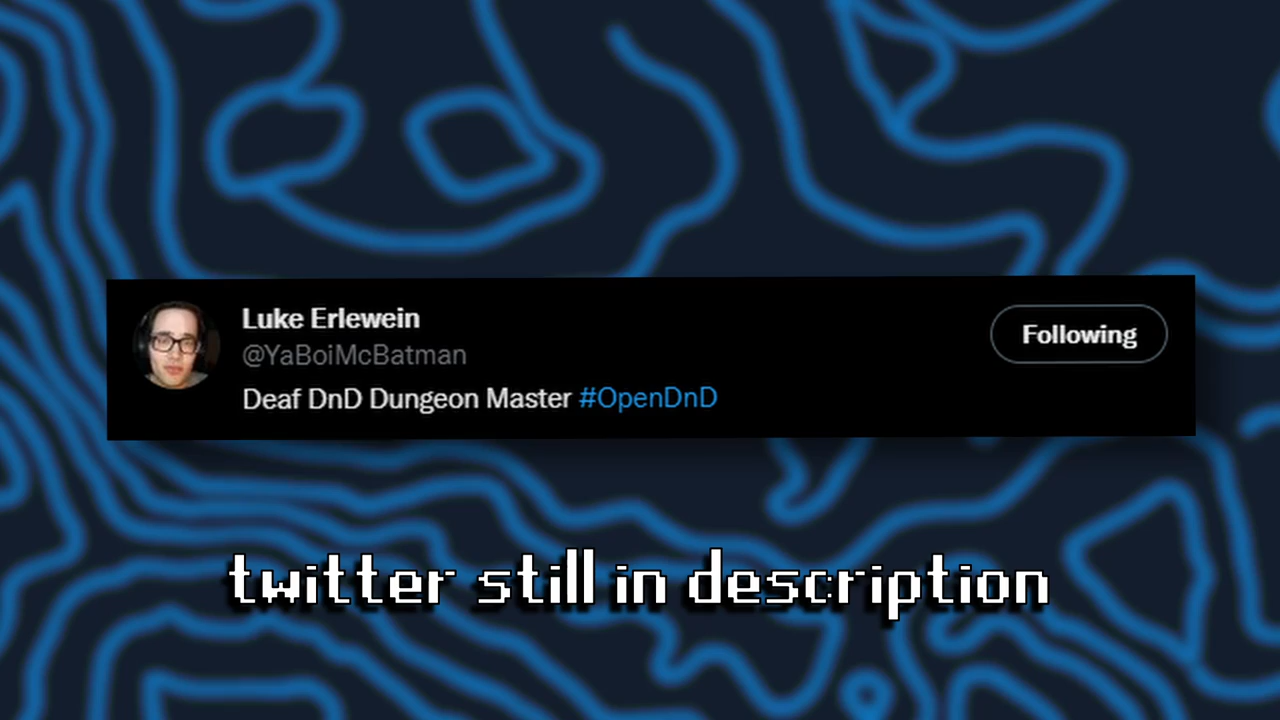 Luke Erlewein
@YaBoiMcBatman
Following
Deaf DnD Dungeon Master #OpenDnD
twitter still in description